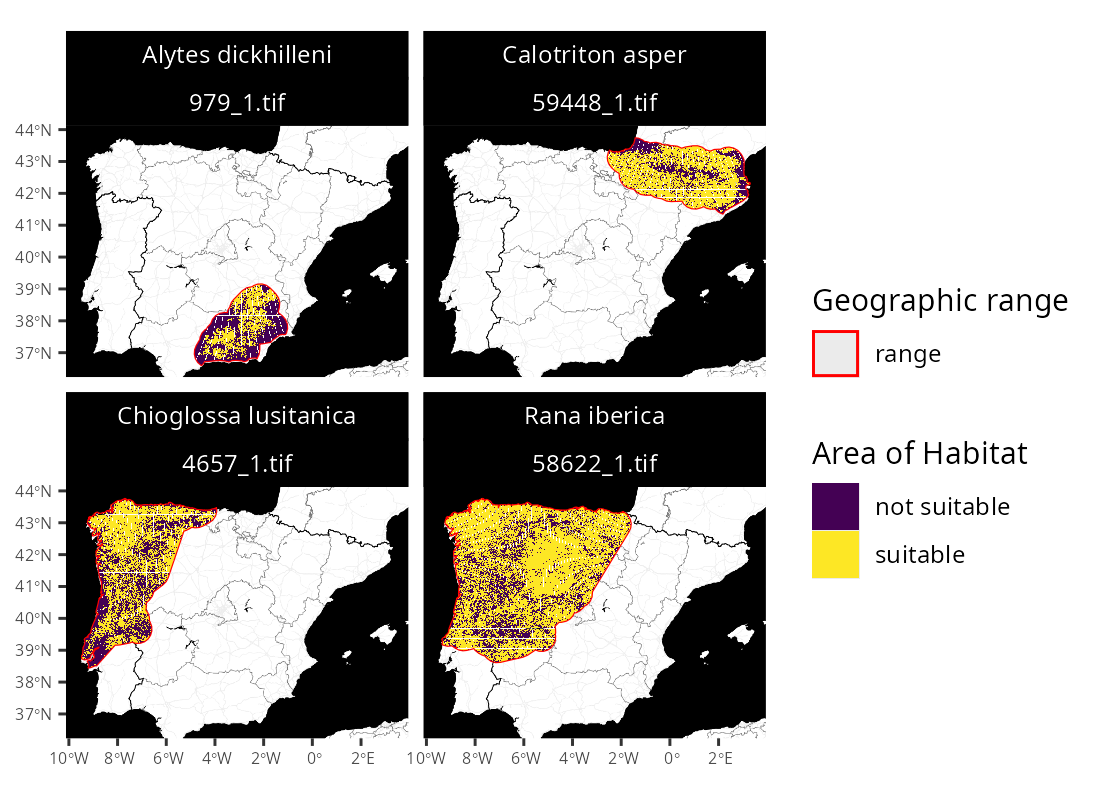 Alytes dickhilleni
979_1.tif
Calotriton asper
59448_1.tif
44°N
43°N
42°N
41°N
40°N
39°N
38°N
37°N
Chioglossa lusitanica
4657_1.tif
Rana iberica
58622_1.tif
44°N
43°N
42°N
41°N
40°N
39°N
38°N
37°N
10°W 8°W 6°W 4°W 2°W 0° 2°E
10°W 8°W 6°W 4°W 2°W 0° 2°E
Geographic range
range
Area of Habitat
not suitable
suitable